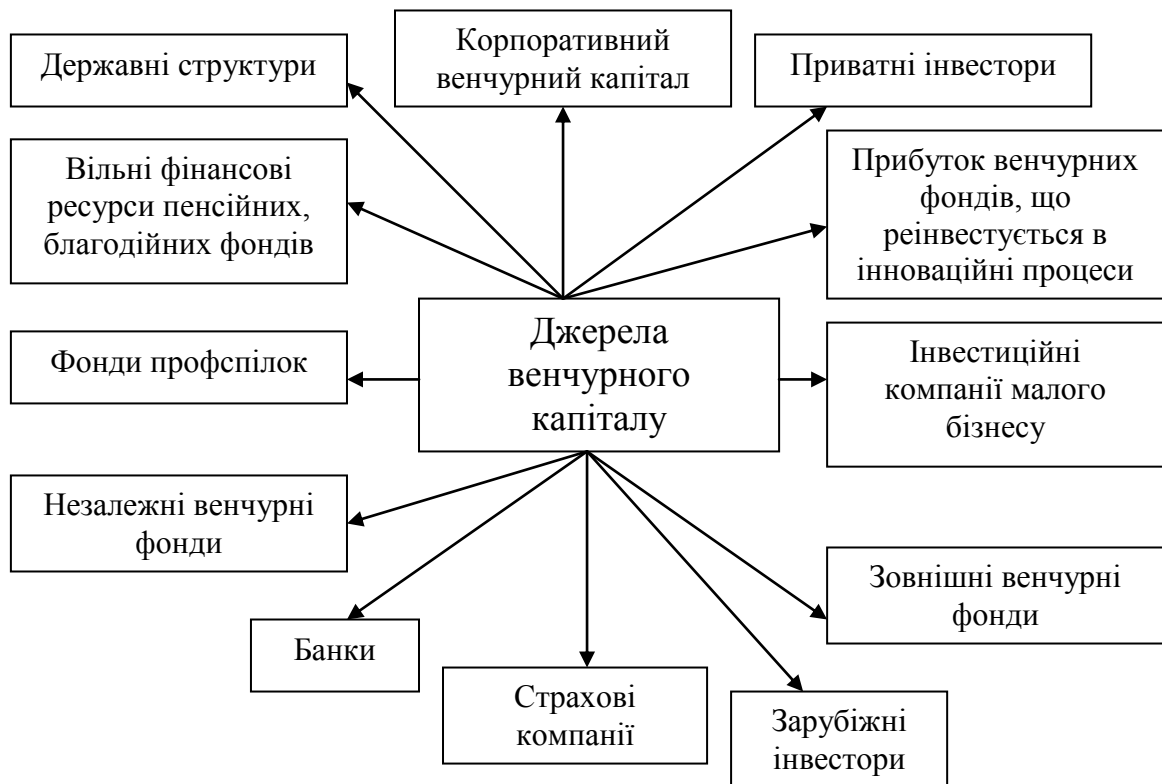 Державні структури
Корпоративний
венчурний капітал
Приватні інвестори
Вільні фінансові
ресурси пенсійних,
благодійних фондів
Прибуток венчурних
фондів, що
реінвестується в
інноваційні процеси
Фонди профспілок
Джерела
венчурного
капіталу
Інвестиційні
компанії малого
бізнесу
Незалежні венчурні
фонди
Зовнішні венчурні
фонди
Банки
Страхові
компанії
Зарубіжні
інвестори